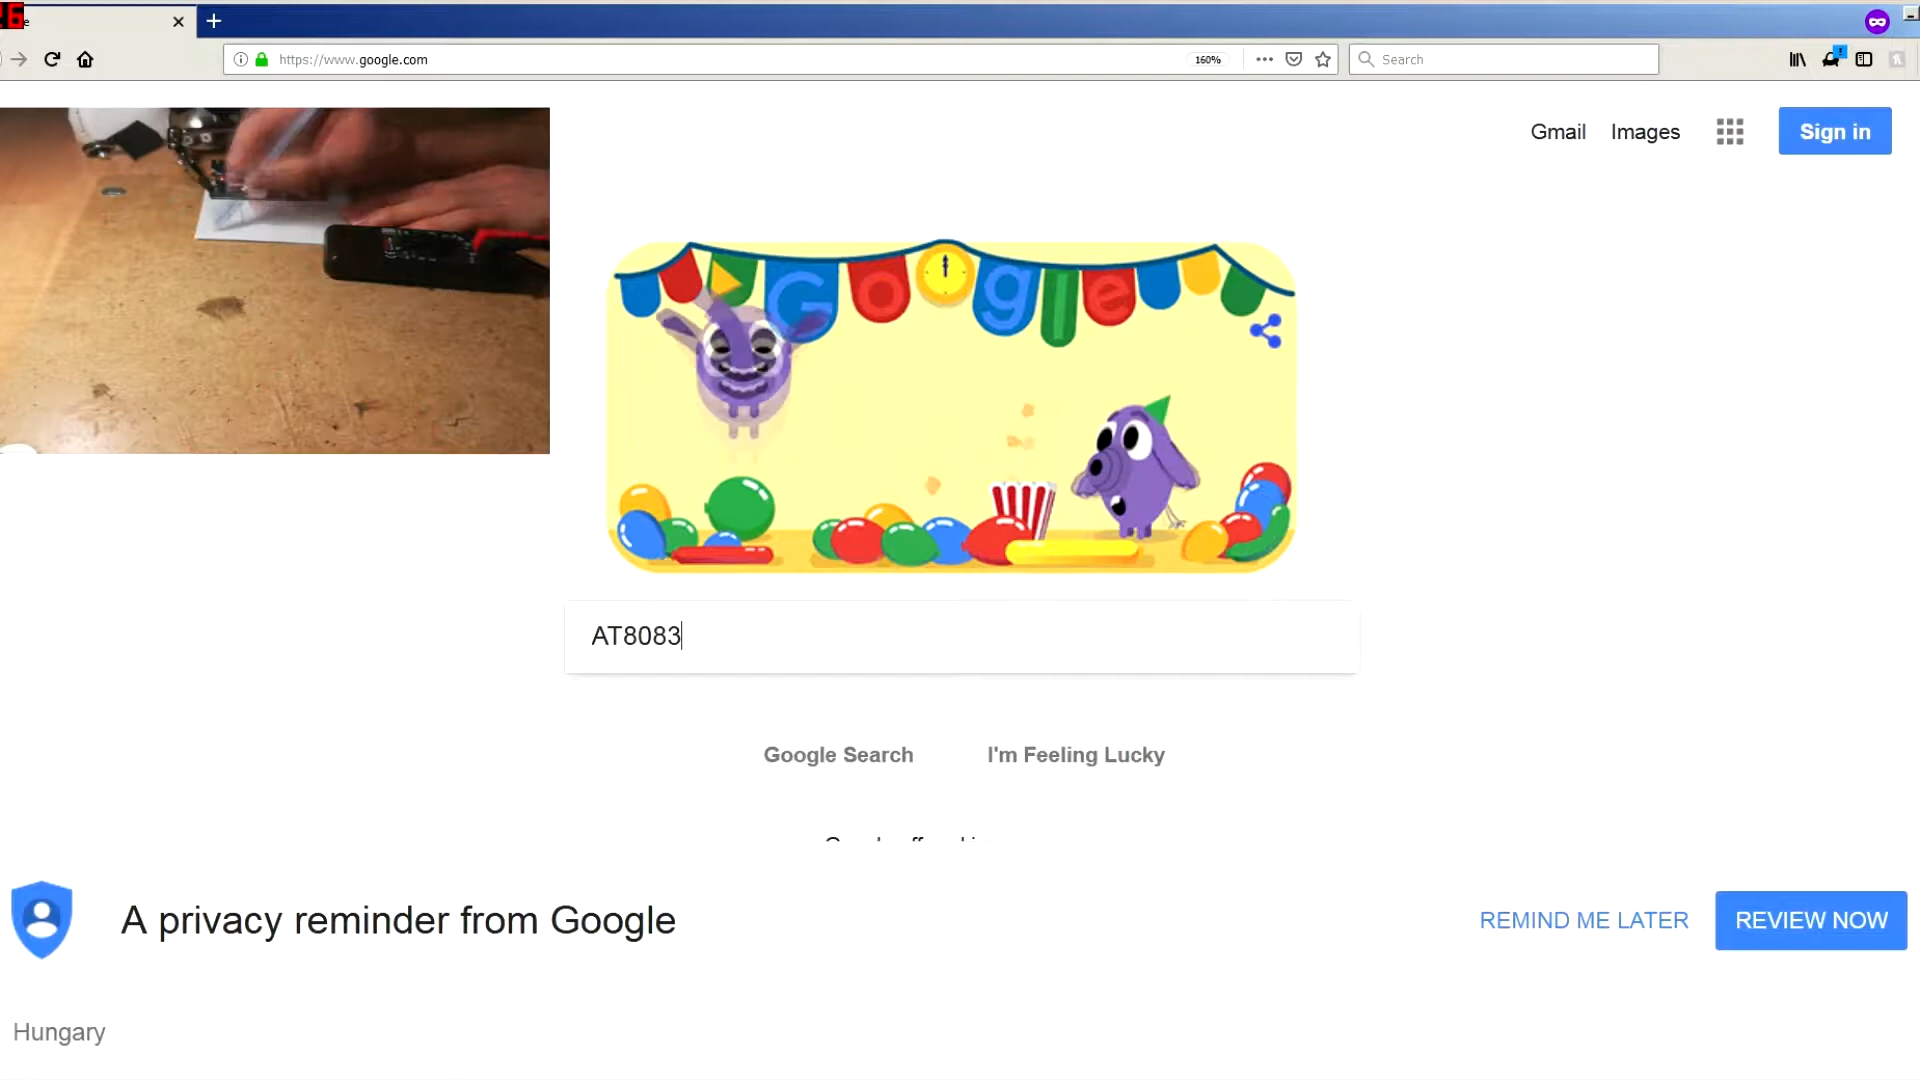 https://www.google.com
160%
Search
Gmail
Images
Sign in
Google
AT8083
Google Search
I'm Feeling Lucky
A privacy reminder from Google
REMIND ME LATER
REVIEW NOW
Hungary